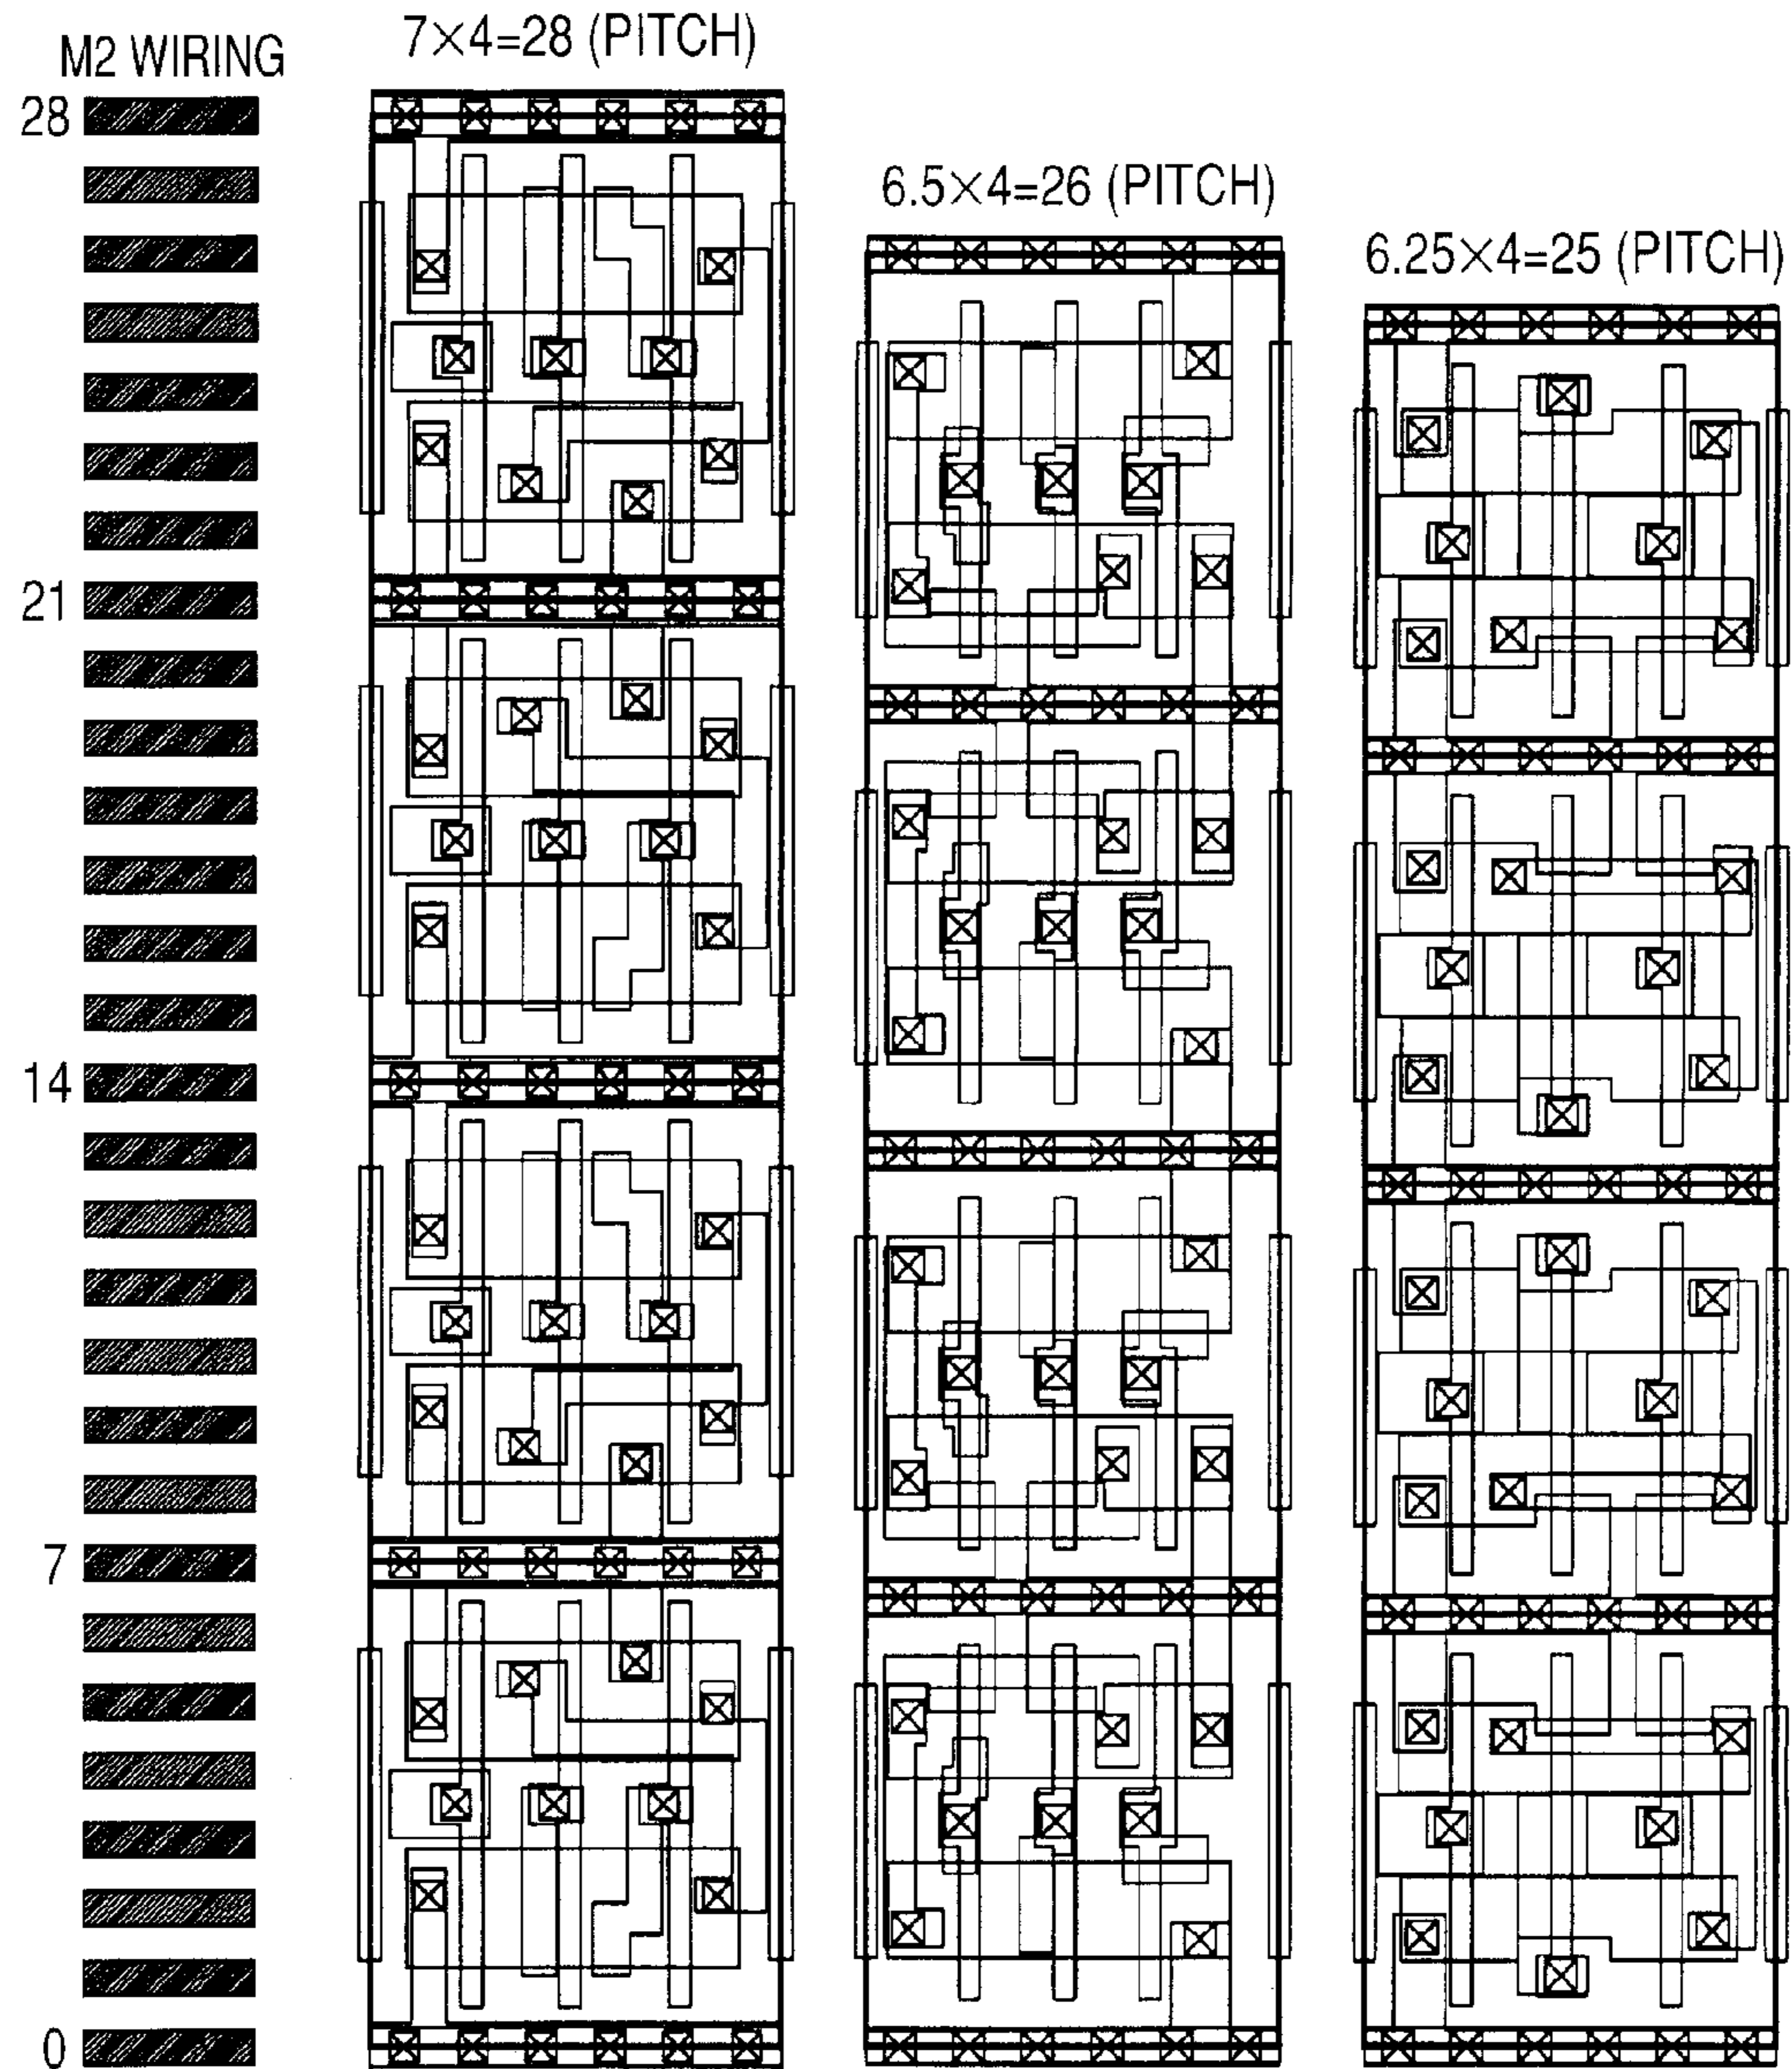 7×4=28 (PITCH)
M2 WIRING
28
6.5×4=26 (PITCH)
6.25×4=25 (PITCH)
21
14
7
0